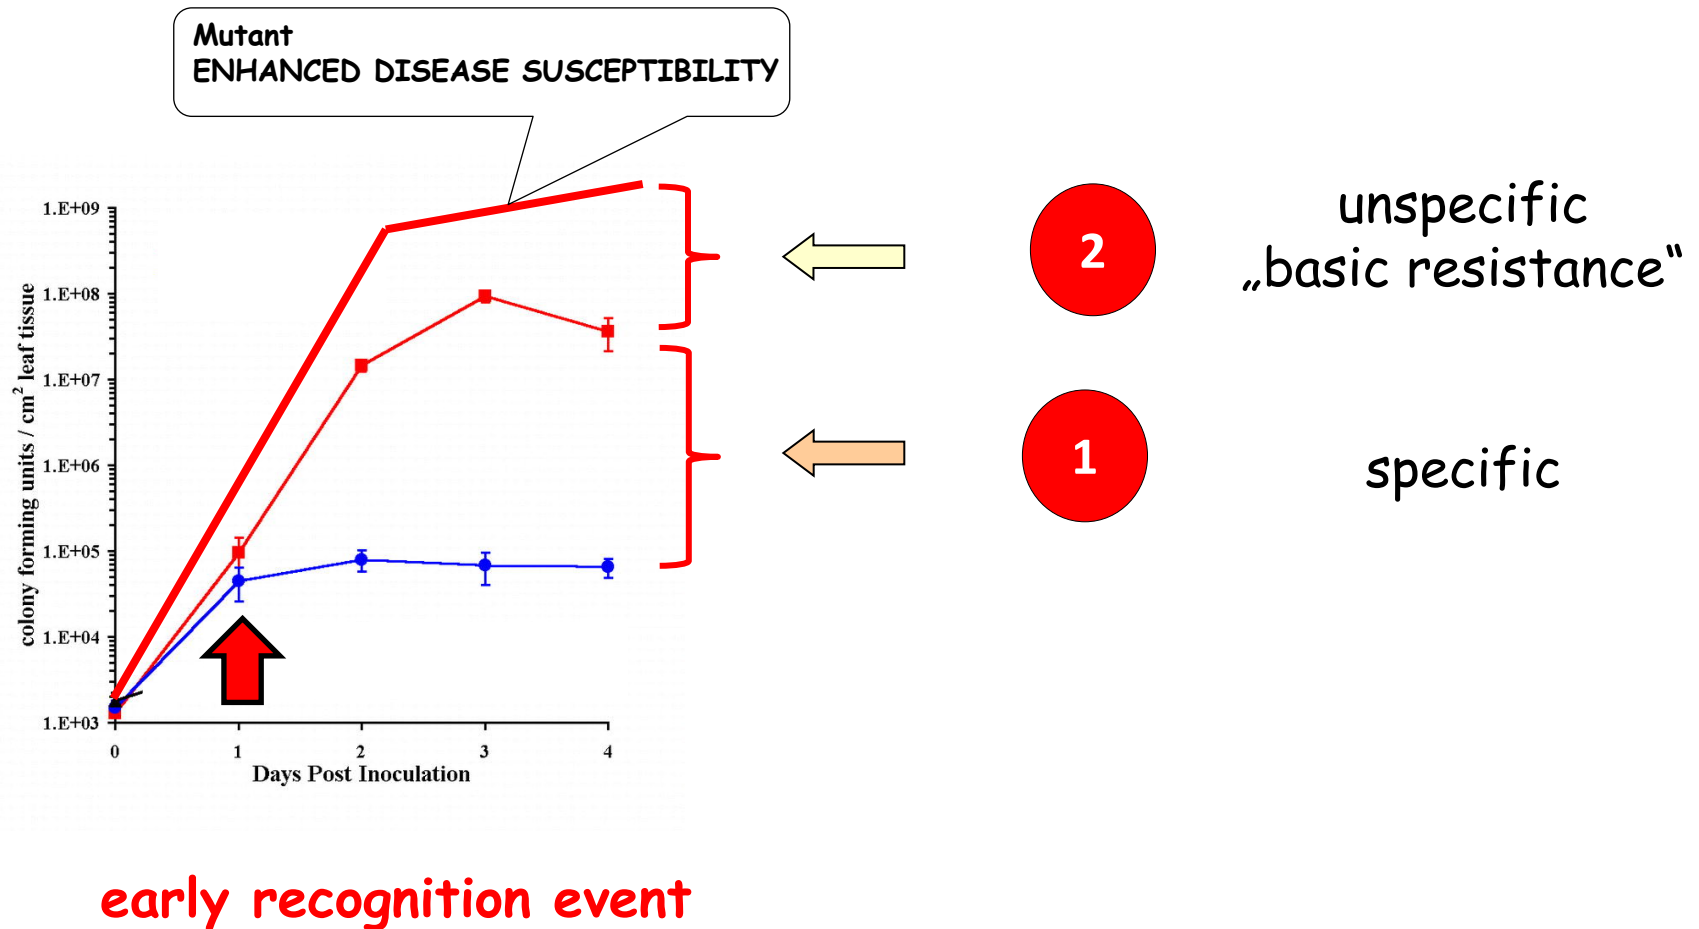 Mutant
ENHANCED DISEASE SUSCEPTIBILITY
colony forming units / cm² leaf tissue
1.E+09
1.E+08
1.E+07
1.E+06
1.E+05
1.E+04
1.E+03
0 1 2 3 4
Days Post Inoculation
2
unspecific
„basic resistance“
1
specific
early recognition event